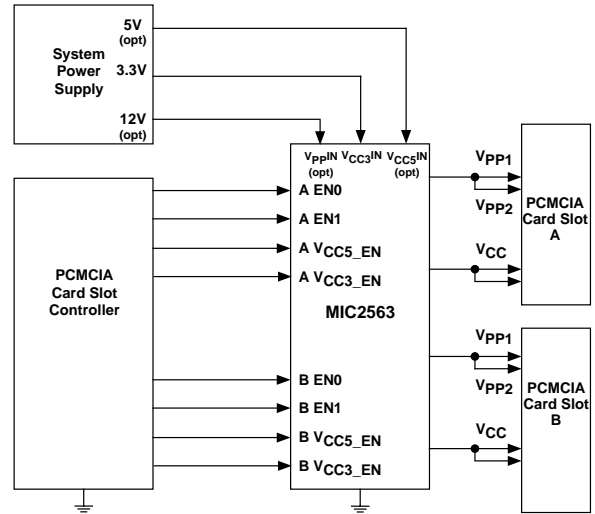 System
Power
Supply
5V
(opt)
3.3V
12V
(opt)
VPPIN (opt)
VCC3IN
VCC5IN (opt)
PCMCIA
Card Slot
Controller
A EN0
A EN1
A VCC5_EN
A VCC3_EN
MIC2563
B EN0
B EN1
B VCC5_EN
B VCC3_EN
VPP1
VPP2
VCC
PCMCIA
Card Slot
A
VPP1
VPP2
VCC
PCMCIA
Card Slot
B